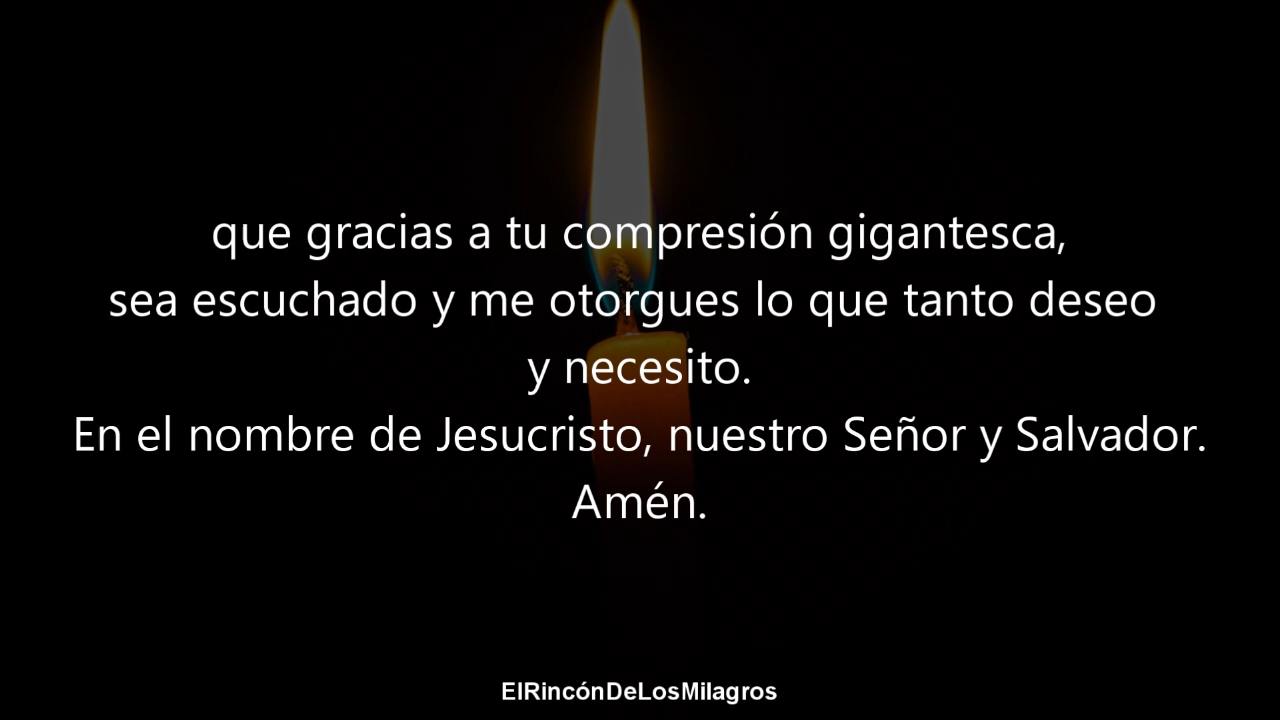 que gracias a tu compresión gigantesca,
sea escuchado y me otorgues lo que tanto deseo
y necesito.
En el nombre de Jesucristo, nuestro Señor y Salvador.
Amén.
ElRincónDeLosMilagros